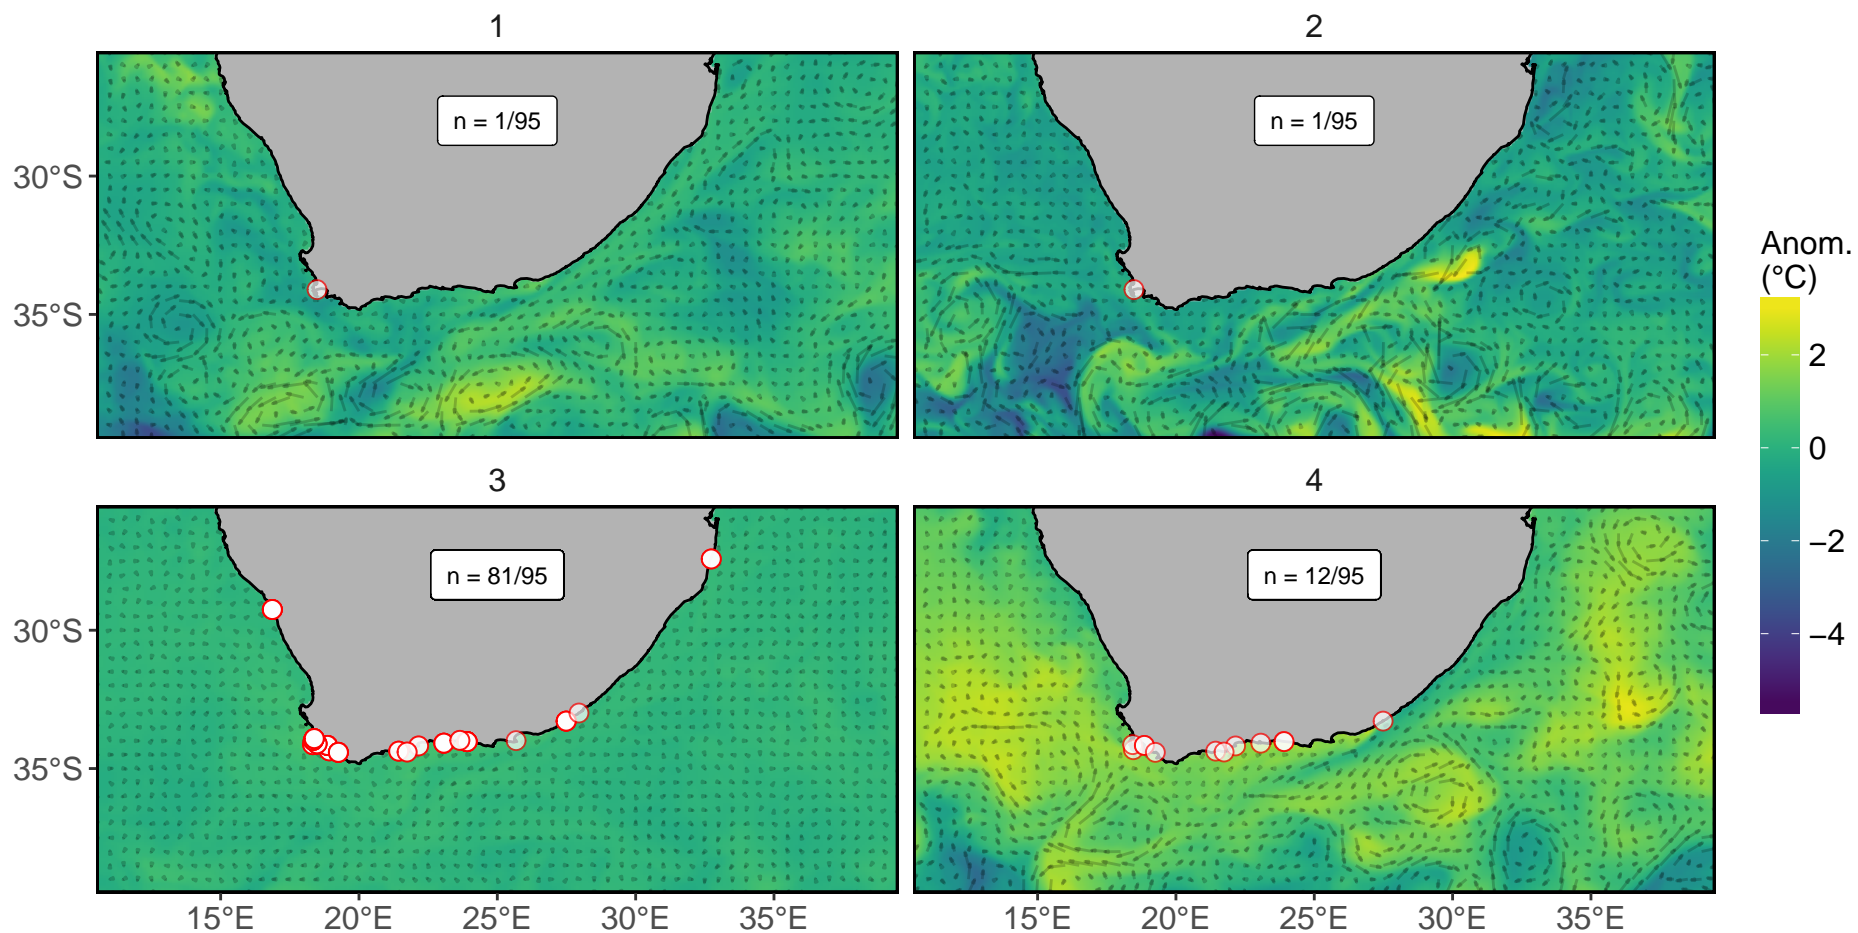 1
2
n = 1/95
n = 1/95
30°S
35°S
Anom.
(°C)
2
0
−2
−4
3
4
n = 81/95
n = 12/95
30°S
35°S
15°E 20°E 25°E 30°E 35°E
15°E 20°E 25°E 30°E 35°E